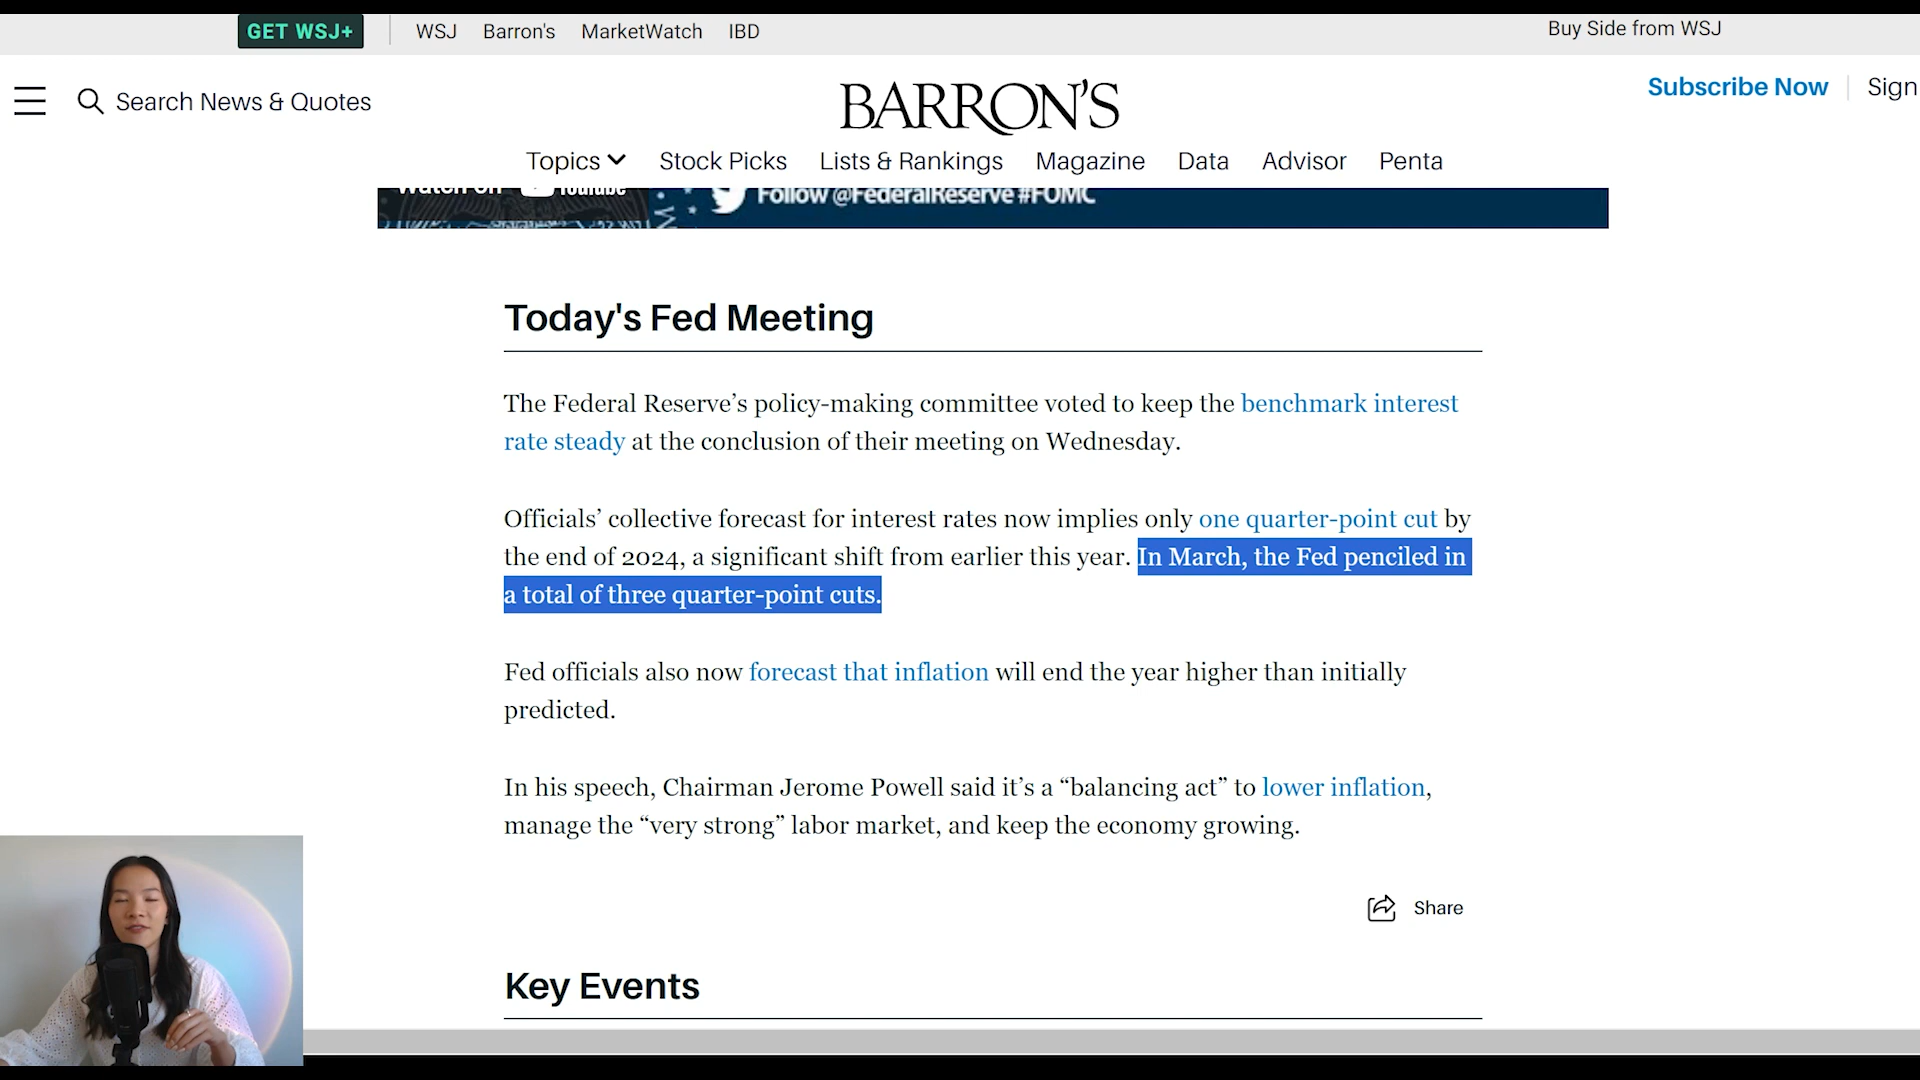 GET WSJ+ WSJ Barron's MarketWatch IBD Buy Side from WSJ
Search News & Quotes
BARRON'S
Subscribe Now Sign
Topics Stock Picks Lists & Rankings Magazine Data Advisor Penta
Watch on YouTube Follow @FederalReserve #FOMC
Today's Fed Meeting
The Federal Reserve’s policy-making committee voted to keep the benchmark interest
rate steady at the conclusion of their meeting on Wednesday.
Officials’ collective forecast for interest rates now implies only one quarter-point cut by
the end of 2024, a significant shift from earlier this year. In March, the Fed penciled in
a total of three quarter-point cuts.
Fed officials also now forecast that inflation will end the year higher than initially
predicted.
In his speech, Chairman Jerome Powell said it’s a “balancing act” to lower inflation,
manage the “very strong” labor market, and keep the economy growing.
Share
Key Events